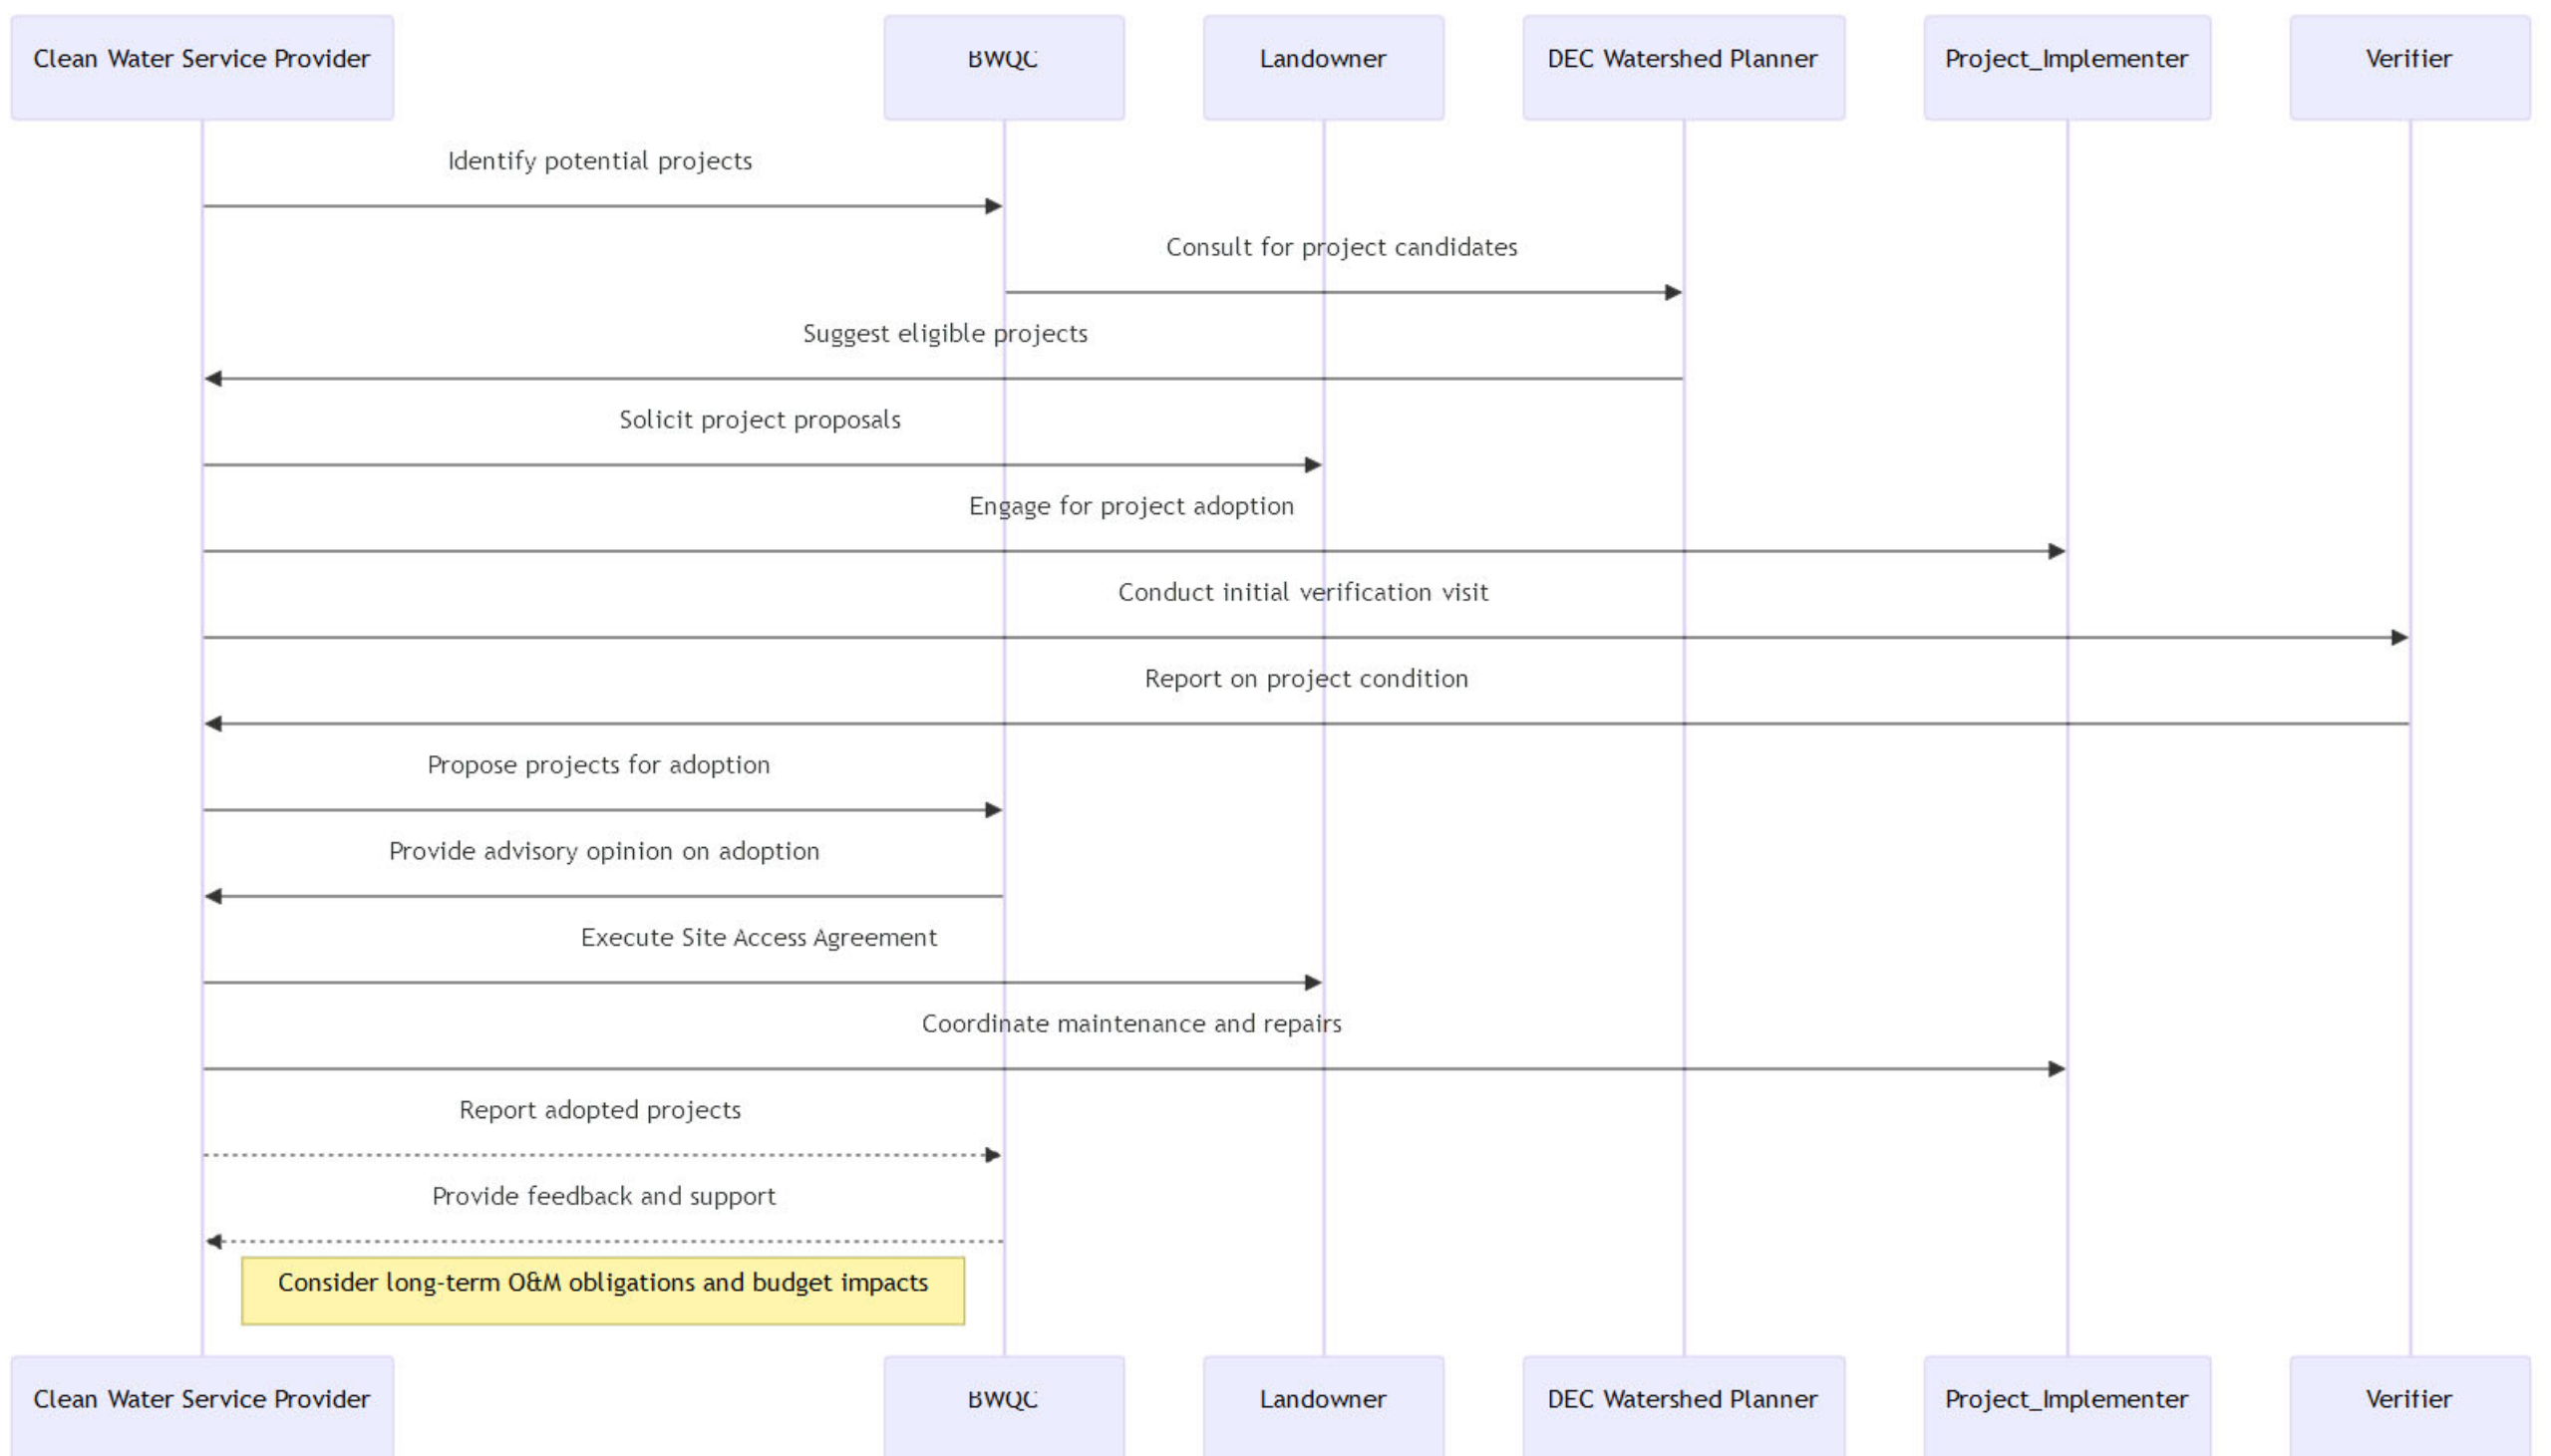 Clean Water Service Provider
BWQC
Landowner
DEC Watershed Planner
Project_Implementer
Verifier
Identify potential projects
Consult for project candidates
Suggest eligible projects
Solicit project proposals
Engage for project adoption
Conduct initial verification visit
Report on project condition
Propose projects for adoption
Provide advisory opinion on adoption
Execute Site Access Agreement
Coordinate maintenance and repairs
Report adopted projects
Provide feedback and support
Consider long-term O&M obligations and budget impacts
Clean Water Service Provider
BWQC
Landowner
DEC Watershed Planner
Project_Implementer
Verifier